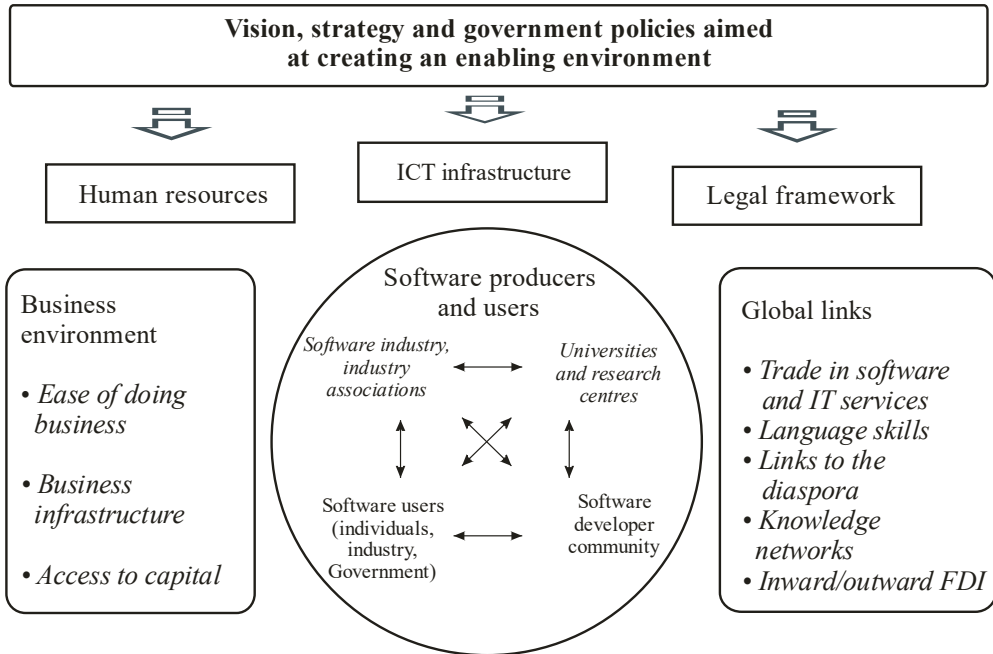 Vision, strategy and government policies aimed
at creating an enabling environment
Human resources
ICT infrastructure
Legal framework
Business
environment
• Ease of doing
business
• Business
infrastructure
• Access to capital
Software producers
and users
Software industry,
industry
associations
Universities
and research
centres
Software users
(individuals,
industry,
Government)
Software
developer
community
Global links
• Trade in software
and IT services
• Language skills
• Links to the
diaspora
• Knowledge
networks
• Inward/outward FDI